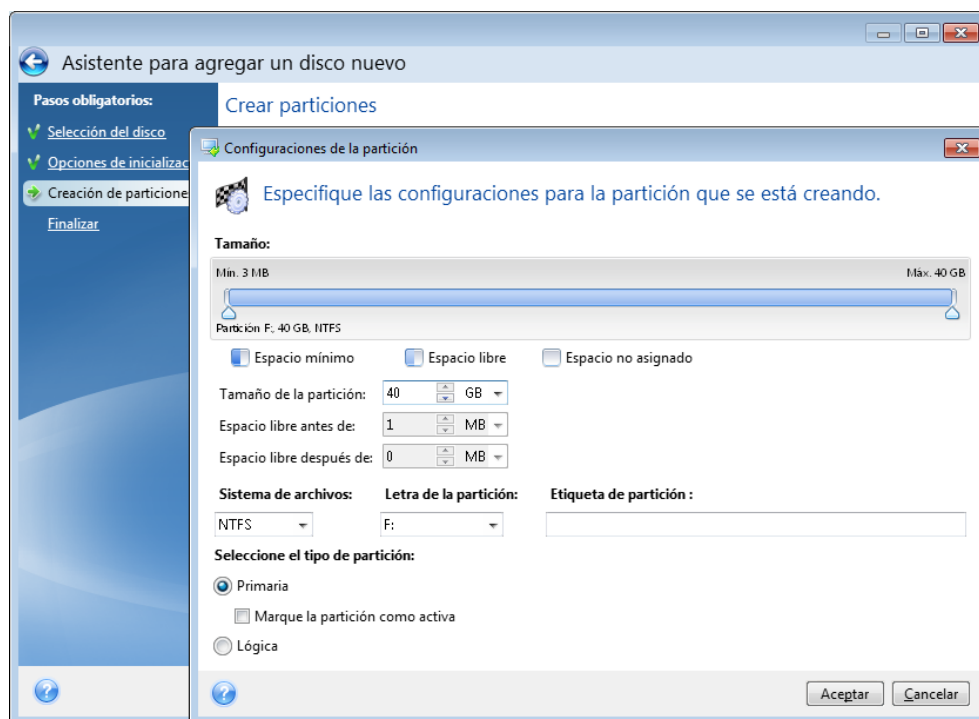 Asistente para agregar un disco nuevo
Pasos obligatorios:
Selección del disco
Opciones de inicializac
Creación de particione
Finalizar
Crear particiones
Configuraciones de la partición
Especifique las configuraciones para la partición que se está creando.
Tamaño:
Mín. 3 MB Máx. 40 GB
Partición F:, 40 GB, NTFS
Espacio mínimo Espacio libre Espacio no asignado
Tamaño de la partición: 40 GB
Espacio libre antes de: 1 MB
Espacio libre después de: 0 MB
Sistema de archivos: Letra de la partición: Etiqueta de partición :
NTFS F:
Seleccione el tipo de partición:
Primaria
Marque la partición como activa
Lógica
Aceptar Cancelar